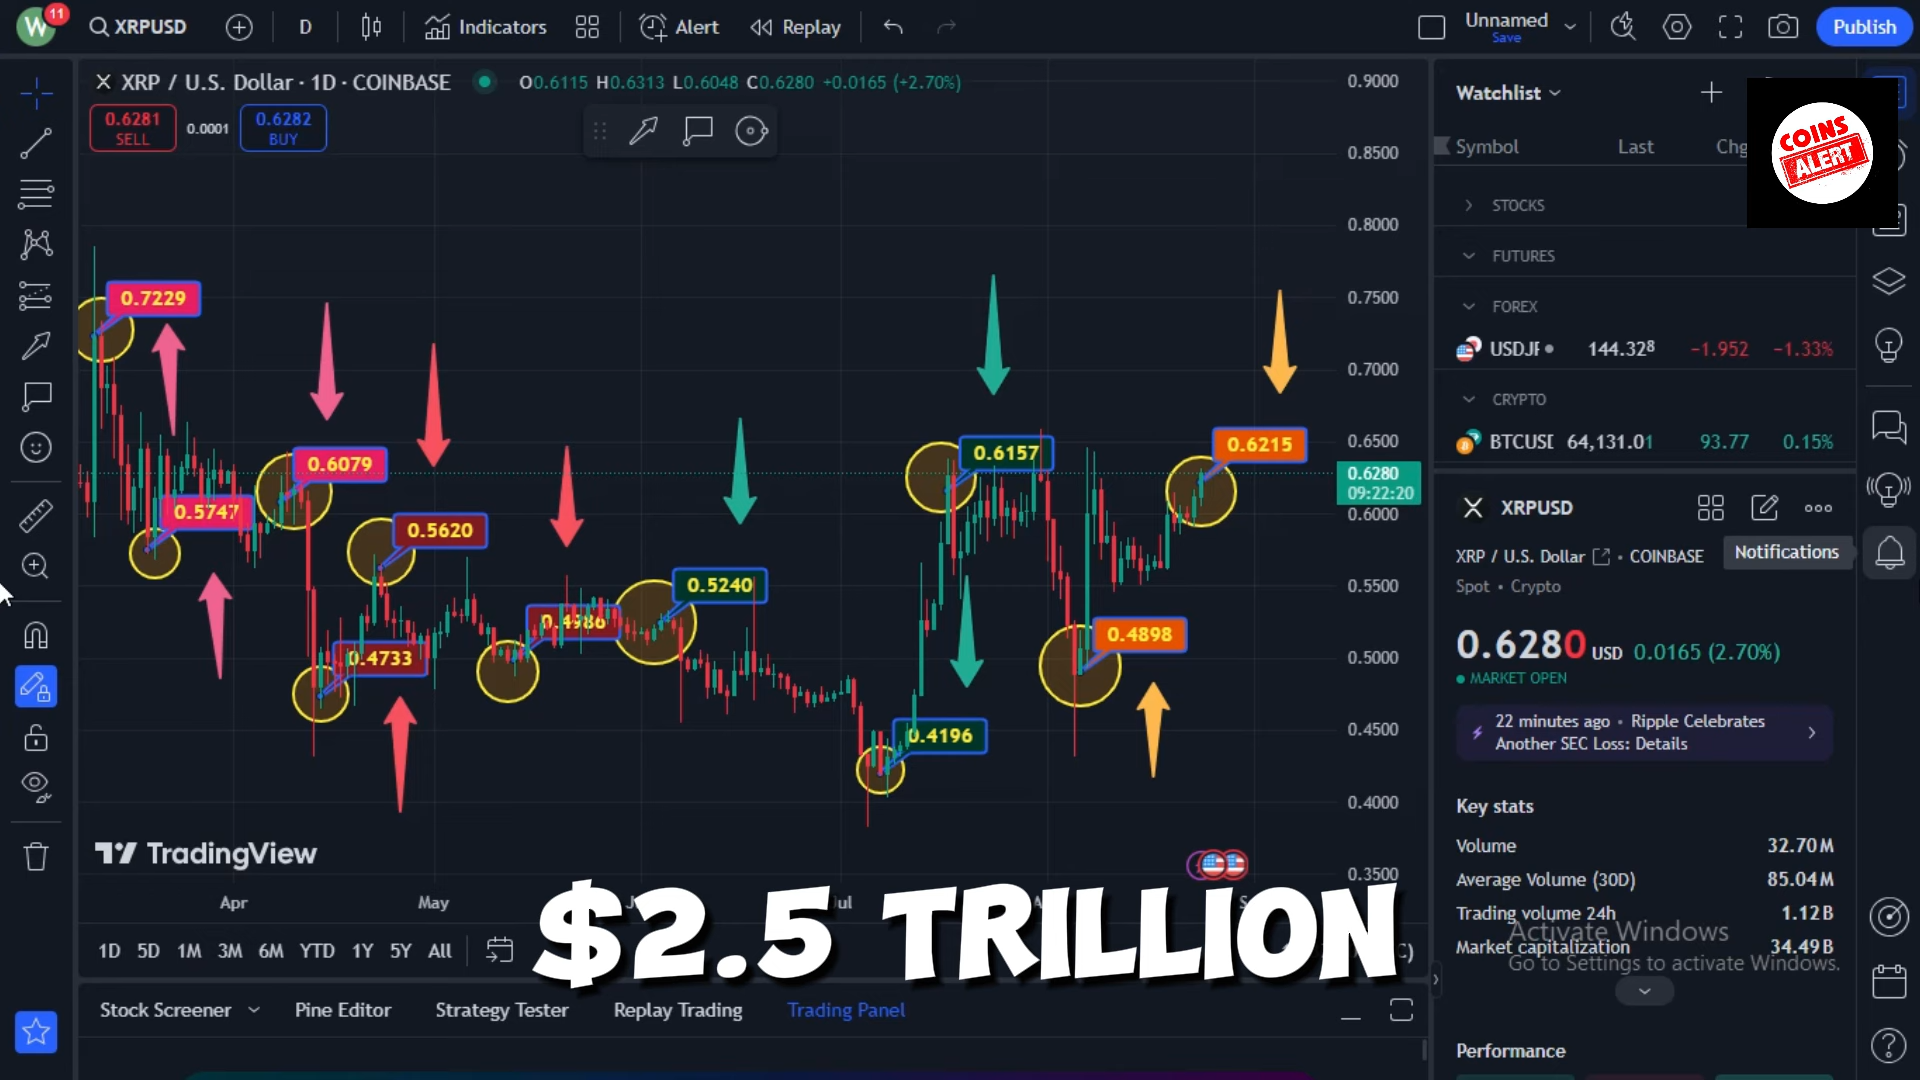 W 11 XRPUSD D Indicators Alert Replay Unnamed Save Publish
X XRP / U.S. Dollar · 1D · COINBASE O0.6115 H0.6313 L0.6048 C0.6280 +0.0165 (+2.70%)
0.6281 SELL 0.0001 0.6282 BUY
0.9000
0.8500
0.8000
0.7500
0.7000
0.6500
0.6280
09:22:20
0.6000
0.5500
0.5000
0.4500
0.4000
0.3500
0.7229
0.5747
0.6079
0.5620
0.4733
0.4986
0.5240
0.4196
0.6157
0.4898
0.6215
TradingView
Apr May
$2.5 TRILLION
1D 5D 1M 3M 6M YTD 1Y 5Y All
Stock Screener Pine Editor Strategy Tester Replay Trading Trading Panel
Watchlist
COINS
ALERT
Symbol Last Chg
STOCKS
FUTURES
FOREX
USDJP 144.328 −1.952 −1.33%
CRYPTO
BTCUSD 64,131.01 93.77 0.15%
XRPUSD
XRP / U.S. Dollar · COINBASE
Notifications
Spot • Crypto
0.6280 USD 0.0165 (2.70%)
MARKET OPEN
22 minutes ago • Ripple Celebrates
Another SEC Loss: Details
Key stats
Volume 32.70M
Average Volume (30D) 85.04M
Trading volume 24h 1.12B
Market capitalization 34.49B
Activate Windows
Go to Settings to activate Windows.
Performance